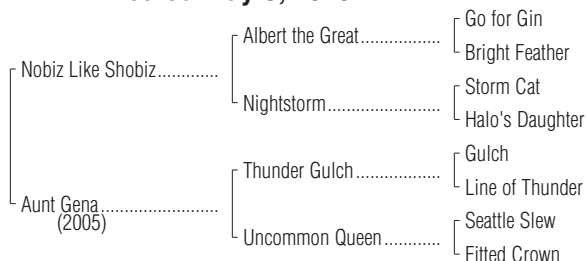 Go for Gin
Albert the Great
Bright Feather
Nobiz Like Shobiz
Storm Cat
Nightstorm
Halo's Daughter
Gulch
Thunder Gulch
Line of Thunder
Aunt Gena
(2005)
Seattle Slew
Uncommon Queen
Fitted Crown